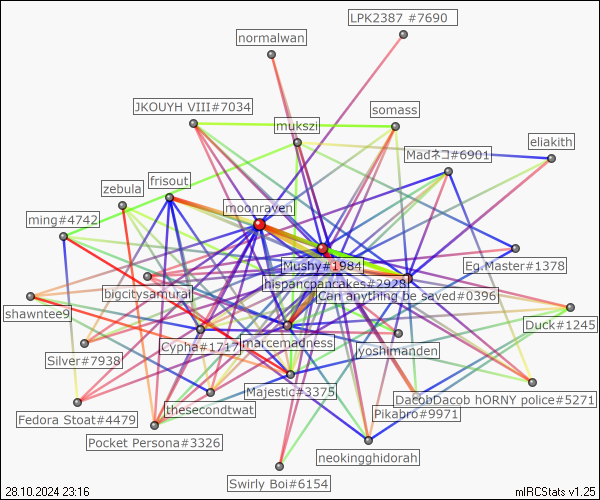 LPK2387 #7690
normalwan
JKOUYH VIII#7034
somass
mukszi
eliakith
Madネコ#6901
frisout
zebula
moonraven
ming#4742
Mushy#1984
Eg.Master#1378
hispancpancakes#2928
bigcitysamurai
Can anything be saved#0396
shawntee9
Duck#1245
Cypha#1717
marcemadness
yoshimanden
Silver#7938
Majestic#3375
DacobDacob hORNY police#5271
thesecondtwat
Pikabro#9971
Fedora Stoat#4479
Pocket Persona#3326
neokingghidorah
Swirly Boi#6154
28.10.2024 23:16
mIRCStats v1.25